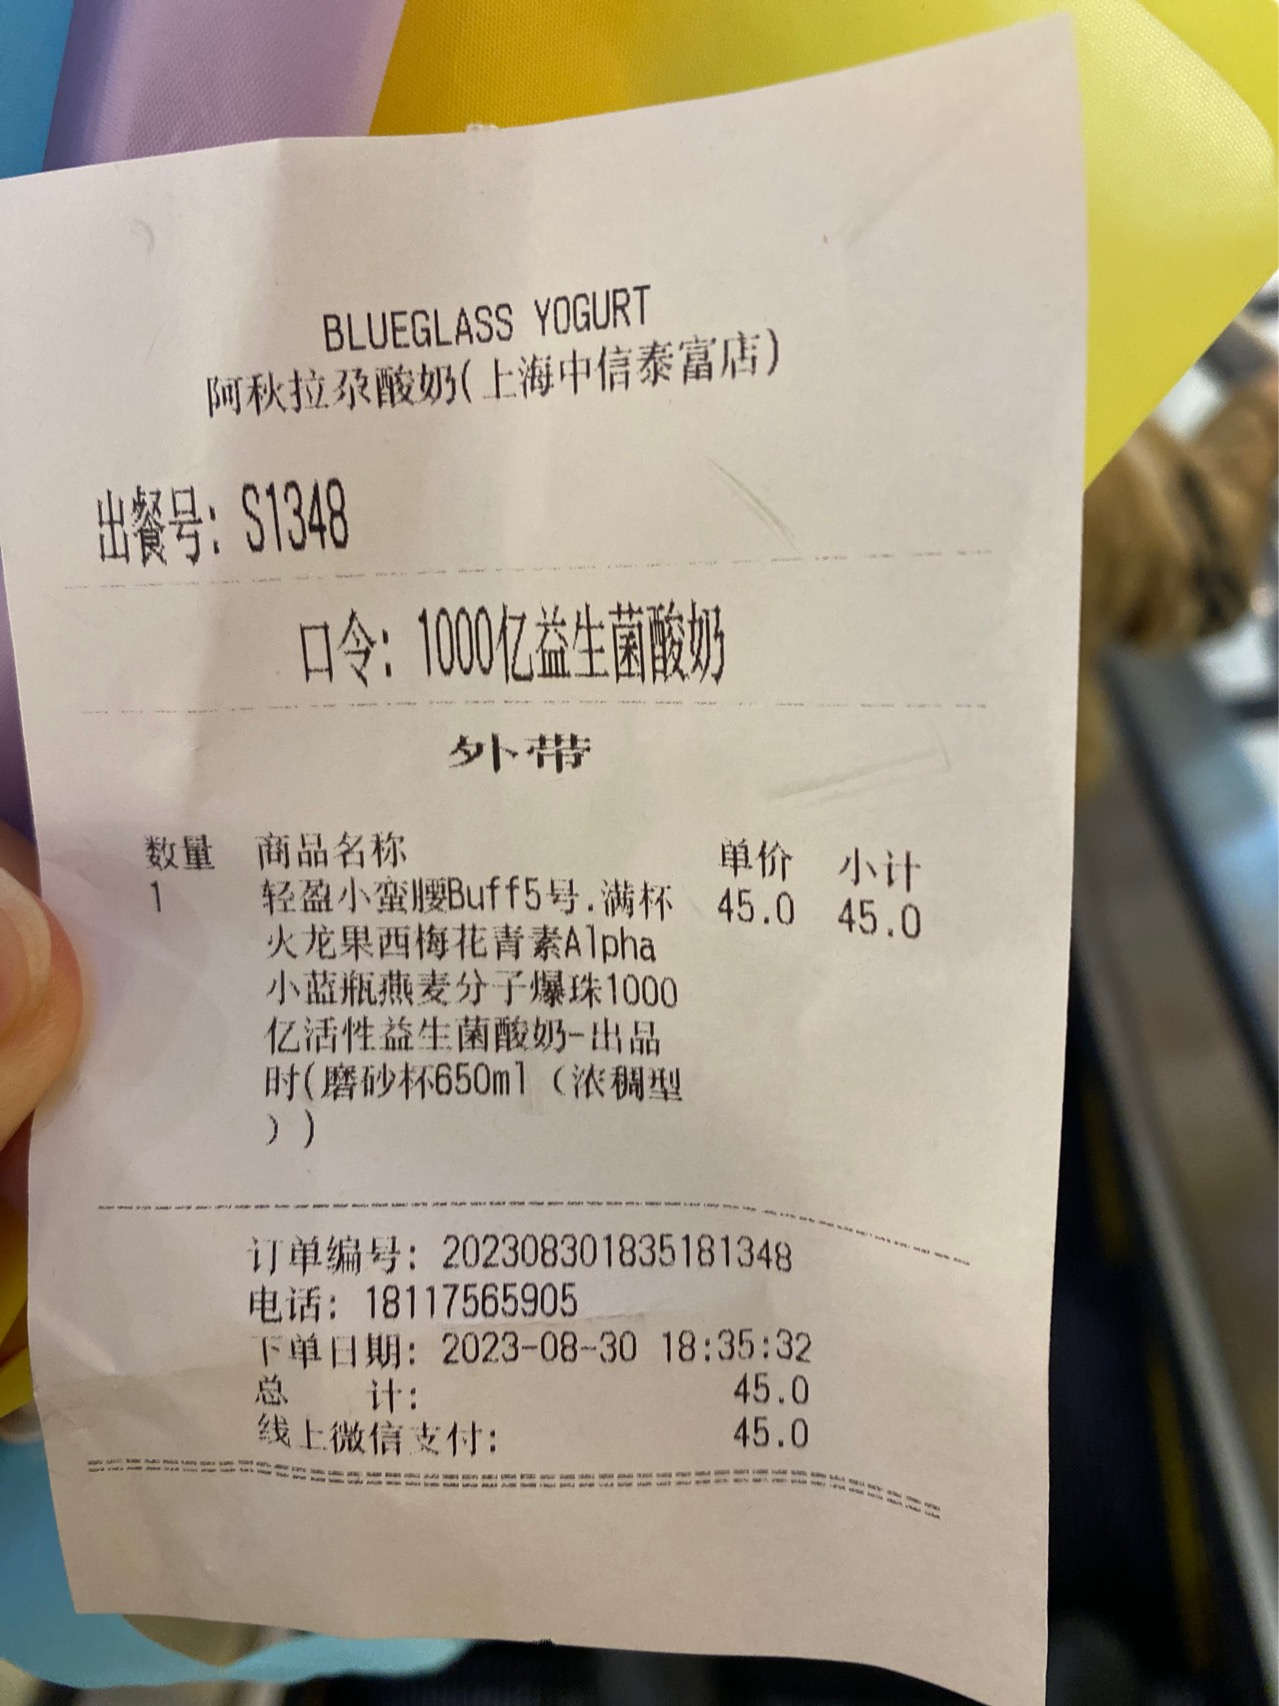 BLUEGLASS YOGURT
阿秋拉尕酸奶(上海中信泰富店)
出餐号: S1348
口令: 1000亿益生菌酸奶
外带
数量 商品名称 单价 小计
1 轻盈小蛮腰Buff5号.满杯 45.0 45.0
火龙果西梅花青素Alpha
小蓝瓶燕麦分子爆珠1000
亿活性益生菌酸奶-出品
时(磨砂杯650ml（浓稠型
）)
订单编号: 202308301835181348
电话: 18117565905
下单日期: 2023-08-30 18:35:32
总 计: 45.0
线上微信支付: 45.0